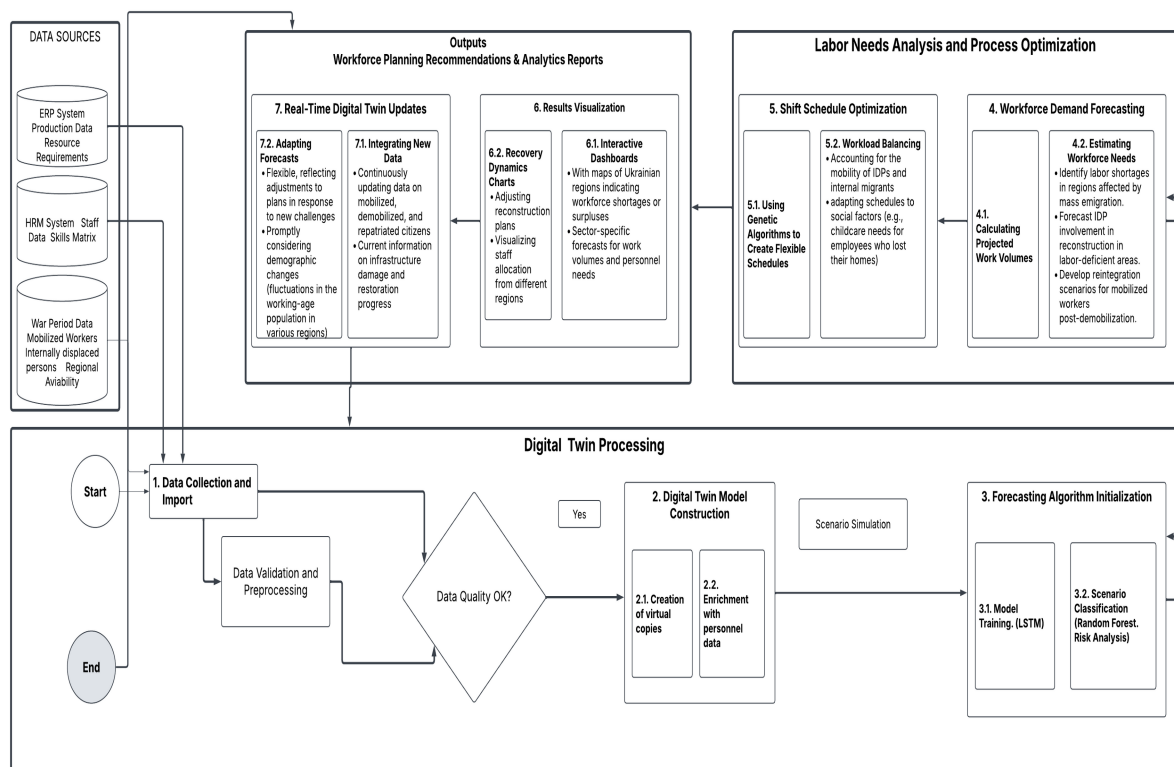 DATA SOURCES
ERP System
Production Data
Resource
Requirements
HRM System Staff
Data Skills Matrix
War Period Data
Mobilized Workers
Internally displaced
persons Regional
Aviability
Outputs
Workforce Planning Recommendations & Analytics Reports
7. Real-Time Digital Twin Updates
7.2. Adapting
Forecasts
• Flexible, reflecting
adjustments to
plans in response
to new challenges
• Promptly
considering
demographic
changes
(fluctuations in the
working-age
population in
various regions)
7.1. Integrating New
Data
• Continuously
updating data on
mobilized,
demobilized, and
repatriated citizens
• Current information
on infrastructure
damage and
restoration
progress
6. Results Visualization
6.2. Recovery
Dynamics
Charts
• Adjusting
reconstruction
plans
• Visualizing
staff
allocation
from different
regions
6.1. Interactive
Dashboards
• With maps of Ukrainian
regions indicating
workforce shortages or
surpluses
• Sector-specific
forecasts for work
volumes and personnel
needs
Labor Needs Analysis and Process Optimization
5. Shift Schedule Optimization
5.1. Using
Genetic
Algorithms to
Create Flexible
Schedules
5.2. Workload Balancing
• Accounting for the
mobility of IDPs and
internal migrants
• adapting schedules to
social factors (e.g.,
childcare needs for
employees who lost
their homes)
4. Workforce Demand Forecasting
4.1.
Calculating
Projected
Work Volumes
4.2. Estimating
Workforce Needs
• Identify labor shortages
in regions affected by
mass emigration.
• Forecast IDP
involvement in
reconstruction in
labor-deficient areas.
• Develop reintegration
scenarios for mobilized
workers
post-demobilization.
Digital Twin Processing
Start
1. Data Collection and
Import
Data Validation and
Preprocessing
End
Data Quality OK?
Yes
2. Digital Twin Model
Construction
2.1. Creation
of virtual
copies
2.2.
Enrichment
with
personnel
data
Scenario Simulation
3. Forecasting Algorithm Initialization
3.1. Model
Training. (LSTM)
3.2. Scenario
Classification
(Random Forest.
Risk Analysis)